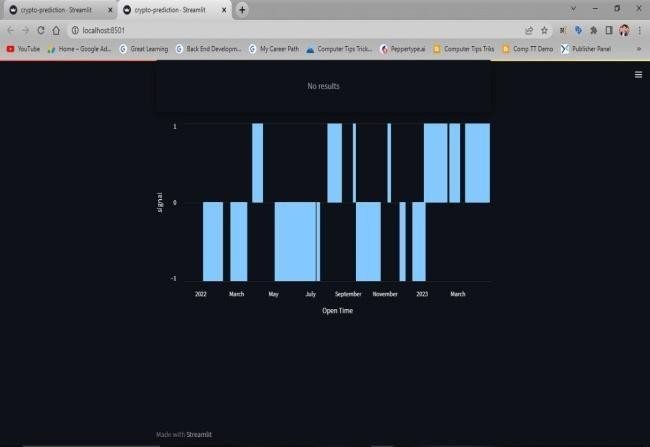 crypto-prediction · Streamlit
crypto-prediction · Streamlit
localhost:8501
YouTube
Home – Google Ad...
Great Learning
Back End Developm...
My Career Path
Computer Tips Trick...
Peppertype.ai
Computer Tips Triks
Comp TT Demo
Publisher Panel
»
No results
1
signal
0
-1
2022 March May July September November 2023 March
Open Time
Made with Streamlit